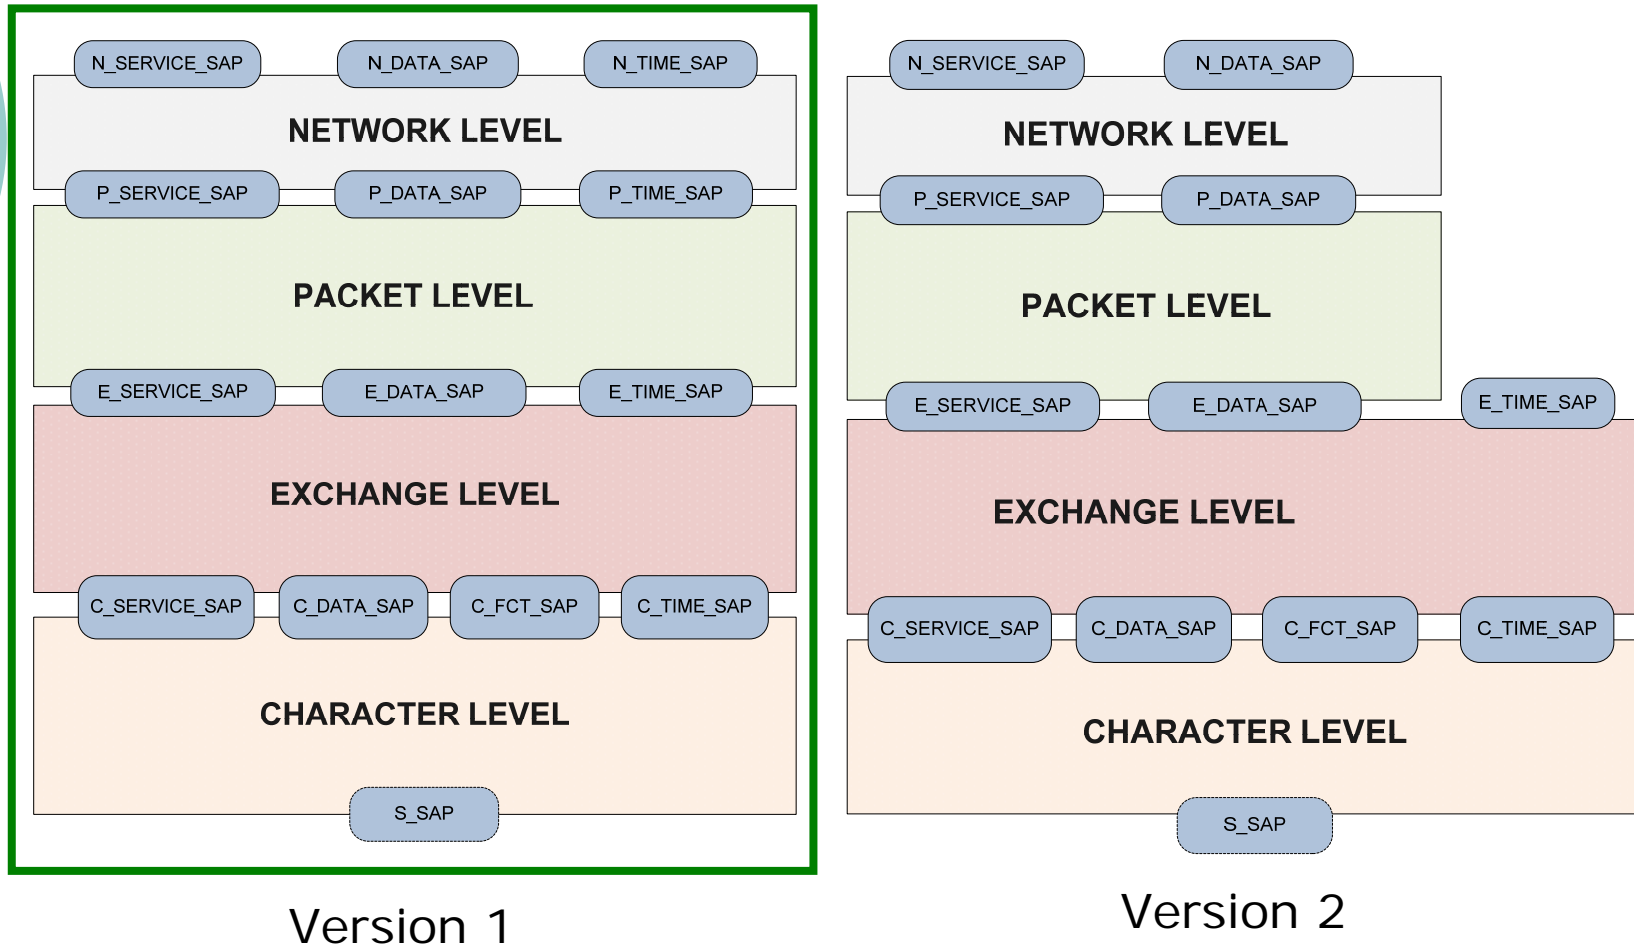 N_SERVICE_SAP N_DATA_SAP N_TIME_SAP
NETWORK LEVEL
P_SERVICE_SAP P_DATA_SAP P_TIME_SAP
PACKET LEVEL
E_SERVICE_SAP E_DATA_SAP E_TIME_SAP
EXCHANGE LEVEL
C_SERVICE_SAP C_DATA_SAP C_FCT_SAP C_TIME_SAP
CHARACTER LEVEL
S_SAP
Version 1
N_SERVICE_SAP N_DATA_SAP
NETWORK LEVEL
P_SERVICE_SAP P_DATA_SAP
PACKET LEVEL
E_SERVICE_SAP E_DATA_SAP E_TIME_SAP
EXCHANGE LEVEL
C_SERVICE_SAP C_DATA_SAP C_FCT_SAP C_TIME_SAP
CHARACTER LEVEL
S_SAP
Version 2